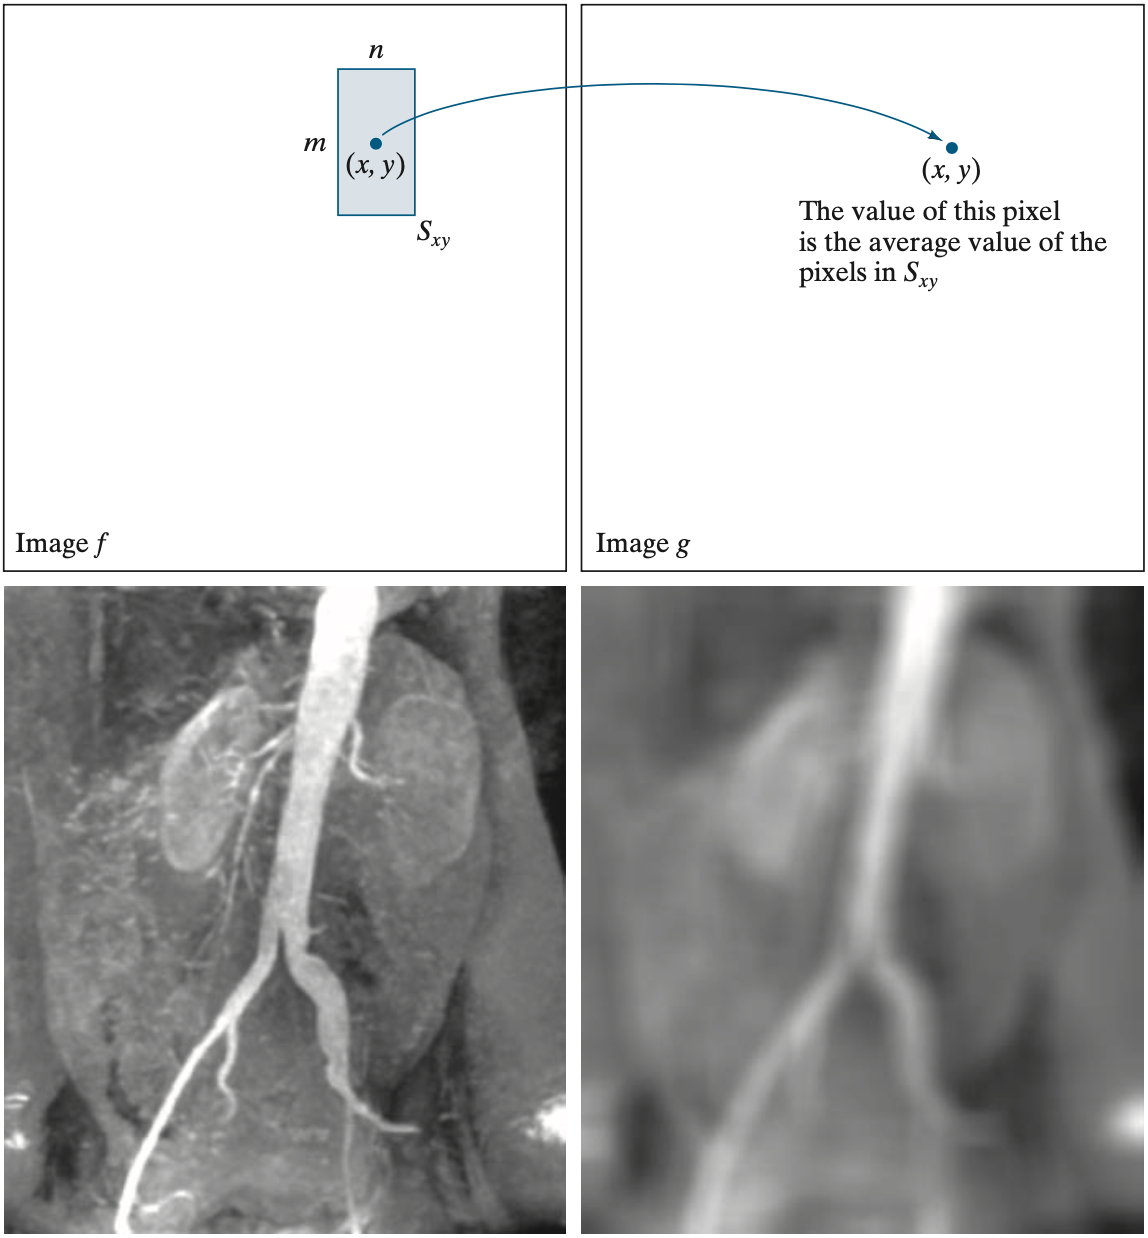 n
m
(x, y)
S_xy
Image f
(x, y)
The value of this pixel
is the average value of the
pixels in S_xy
Image g